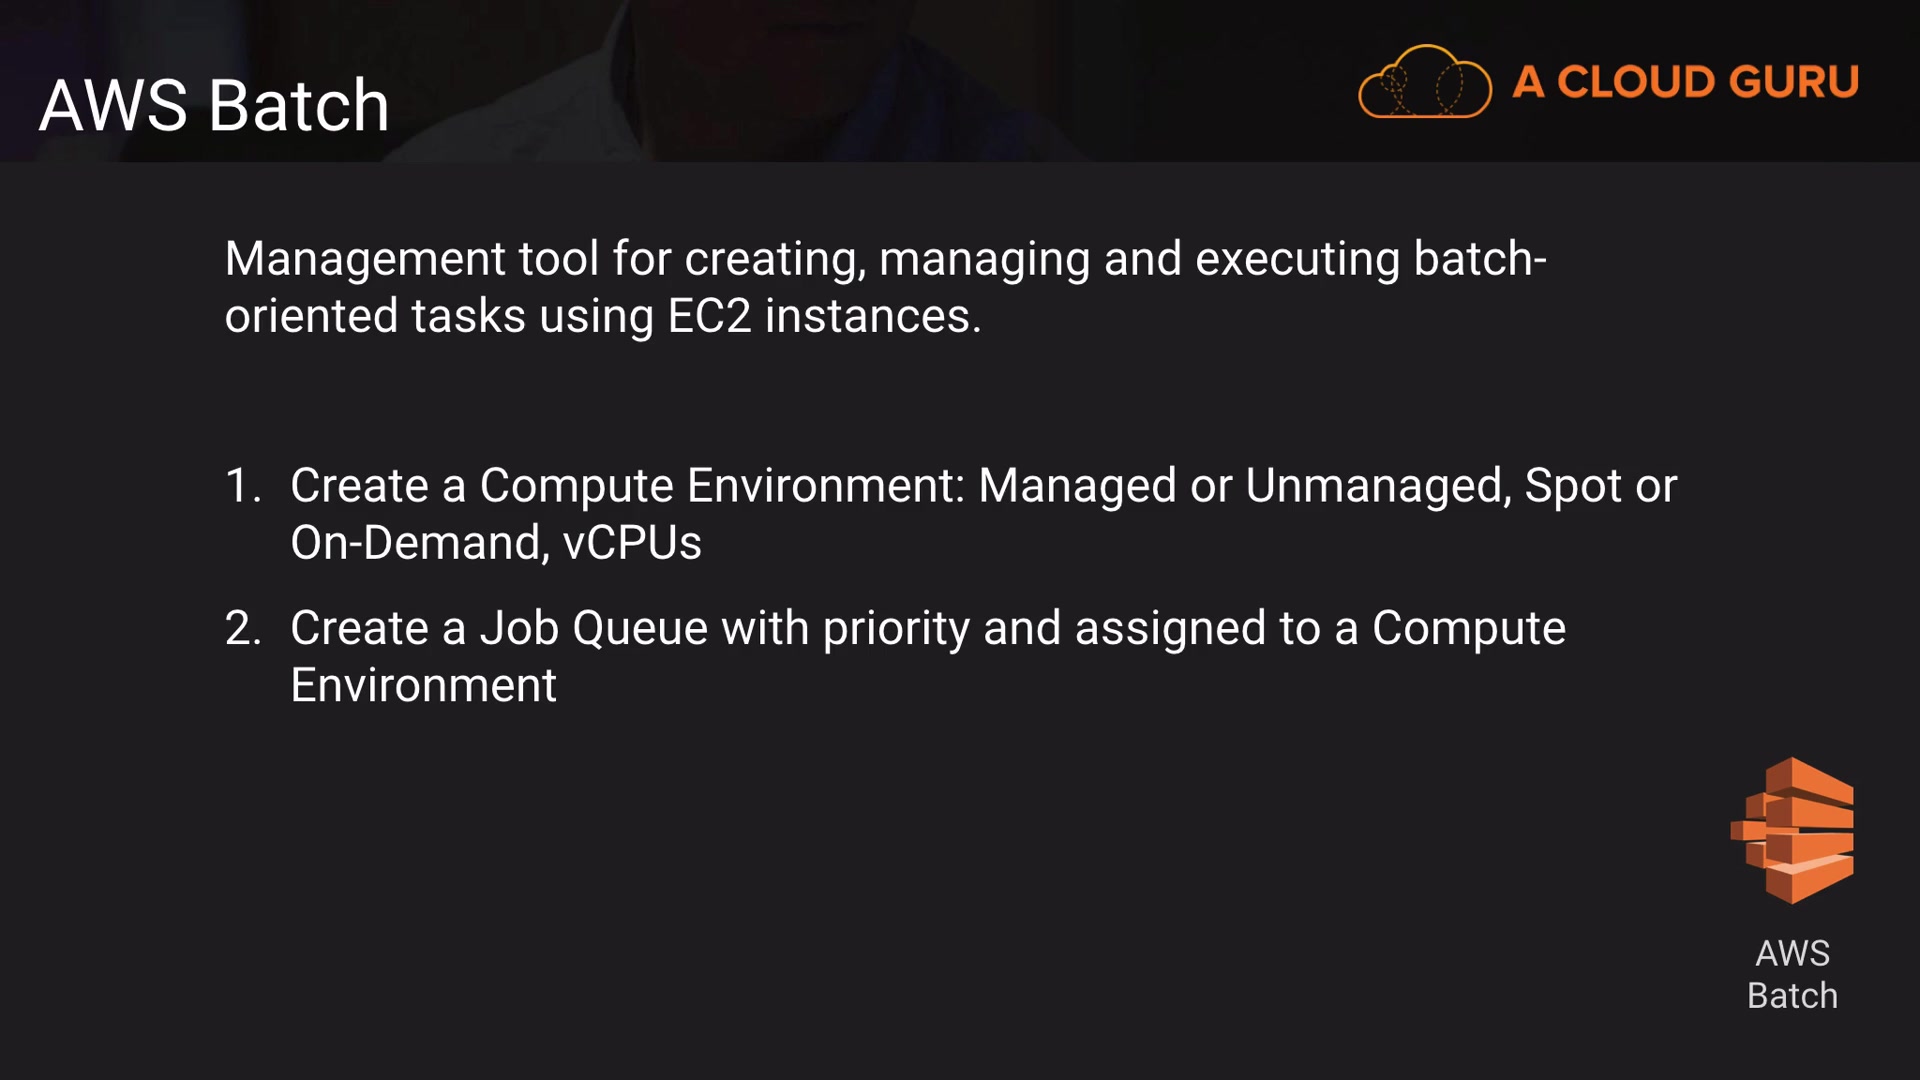 AWS Batch
A CLOUD GURU
Management tool for creating, managing and executing batch-
oriented tasks using EC2 instances.
1. Create a Compute Environment: Managed or Unmanaged, Spot or
On-Demand, vCPUs
2. Create a Job Queue with priority and assigned to a Compute
Environment
AWS
Batch